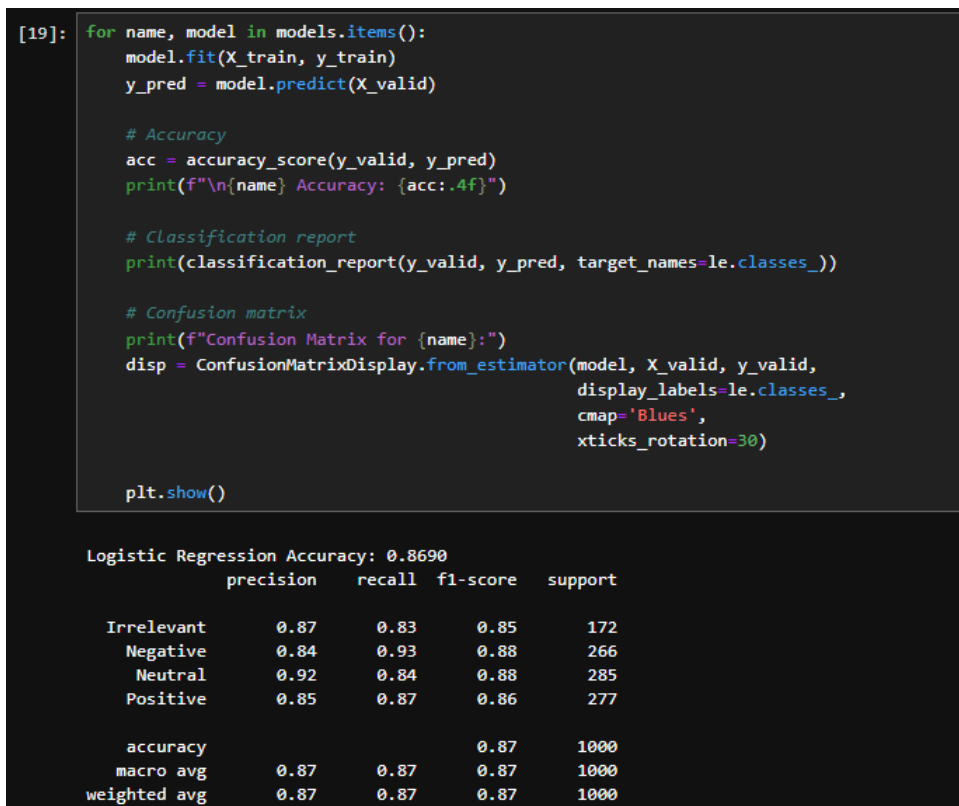 [19]: for name, model in models.items():
    model.fit(X_train, y_train)
    y_pred = model.predict(X_valid)

    # Accuracy
    acc = accuracy_score(y_valid, y_pred)
    print(f"\n{name} Accuracy: {acc:.4f}")

    # Classification report
    print(classification_report(y_valid, y_pred, target_names=le.classes_))

    # Confusion matrix
    print(f"Confusion Matrix for {name}:")
    disp = ConfusionMatrixDisplay.from_estimator(model, X_valid, y_valid,
                                                 display_labels=le.classes_,
                                                 cmap='Blues',
                                                 xticks_rotation=30)

    plt.show()

Logistic Regression Accuracy: 0.8690
              precision    recall  f1-score   support

  Irrelevant       0.87      0.83      0.85       172
    Negative       0.84      0.93      0.88       266
     Neutral       0.92      0.84      0.88       285
    Positive       0.85      0.87      0.86       277

    accuracy                           0.87      1000
   macro avg       0.87      0.87      0.87      1000
weighted avg       0.87      0.87      0.87      1000